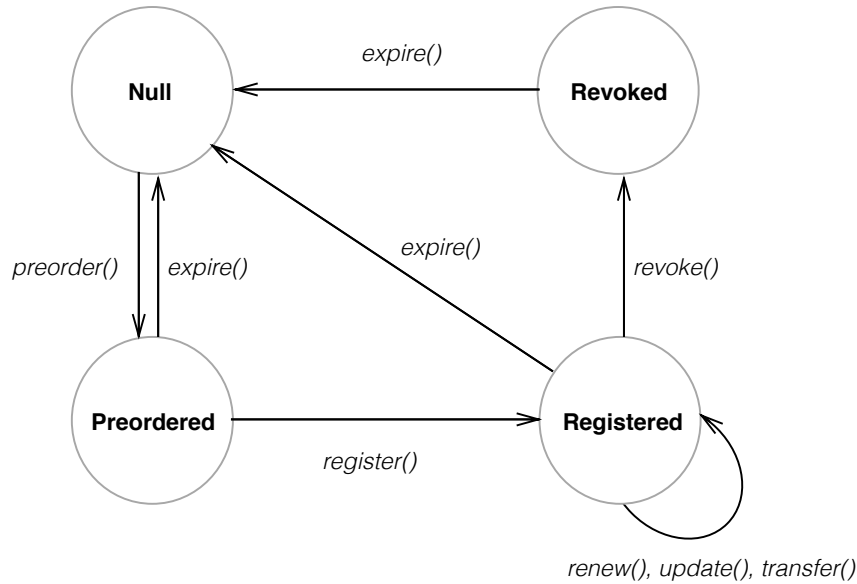 expire()
Null
Revoked
preorder()
expire()
expire()
revoke()
Preordered
Registered
register()
renew(), update(), transfer()